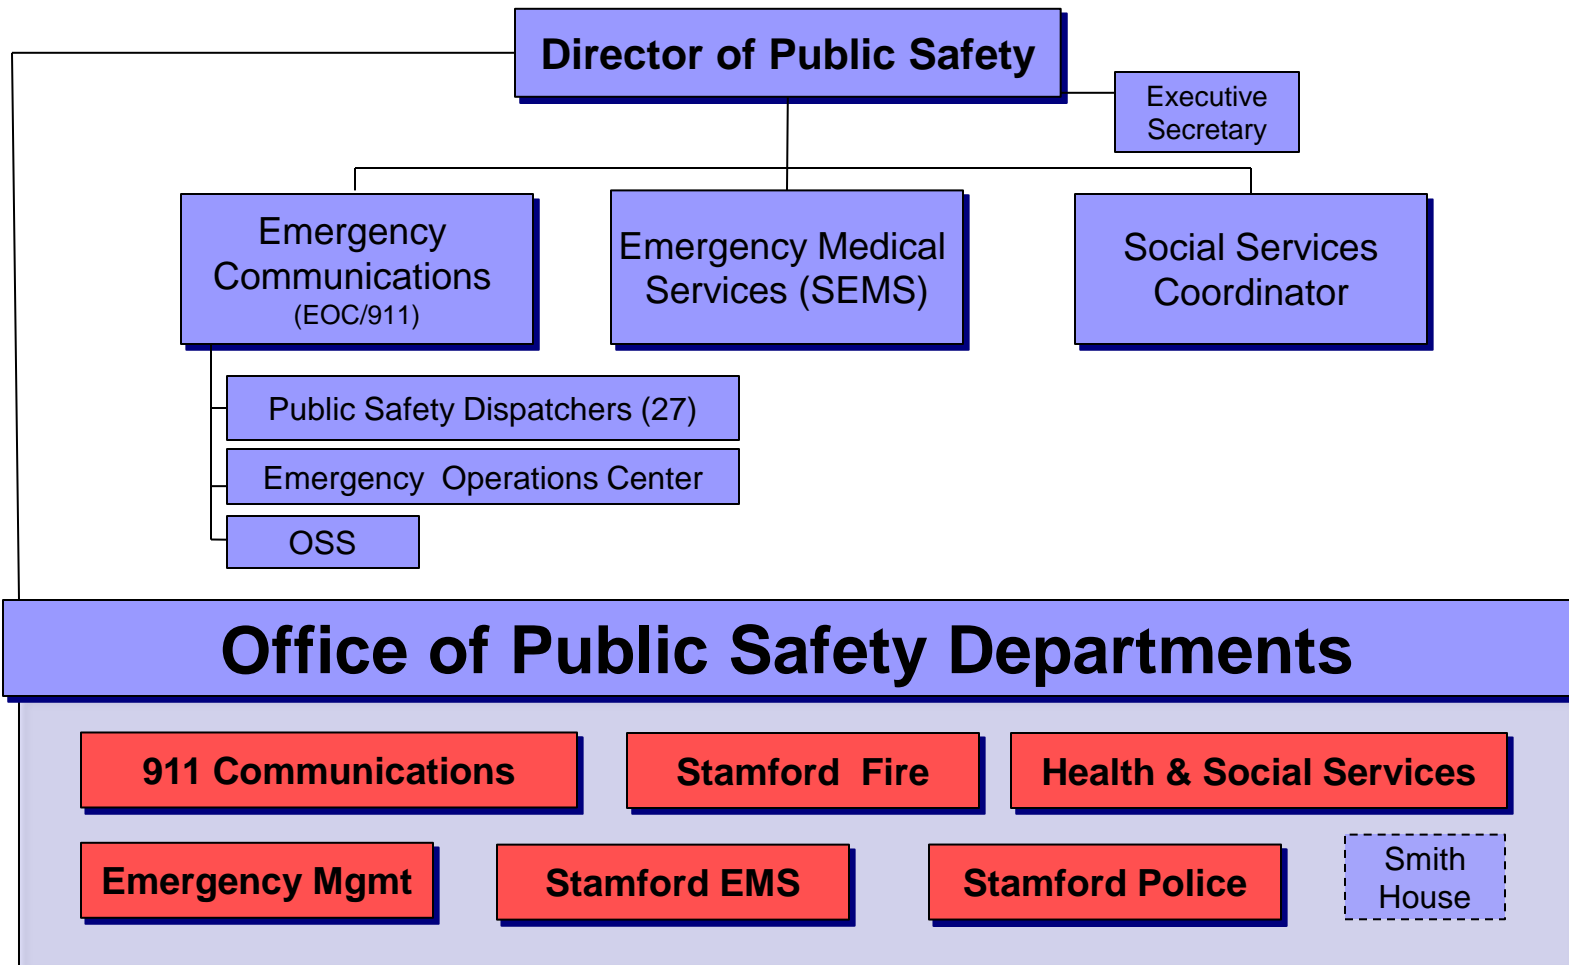 Director of Public Safety
Executive
Secretary
Emergency
Communications
(EOC/911)
Emergency Medical
Services (SEMS)
Social Services
Coordinator
Public Safety Dispatchers (27)
Emergency  Operations Center
OSS
Office of Public Safety Departments
911 Communications
Stamford  Fire
Health & Social Services
Emergency Mgmt
Stamford EMS
Stamford Police
Smith
House